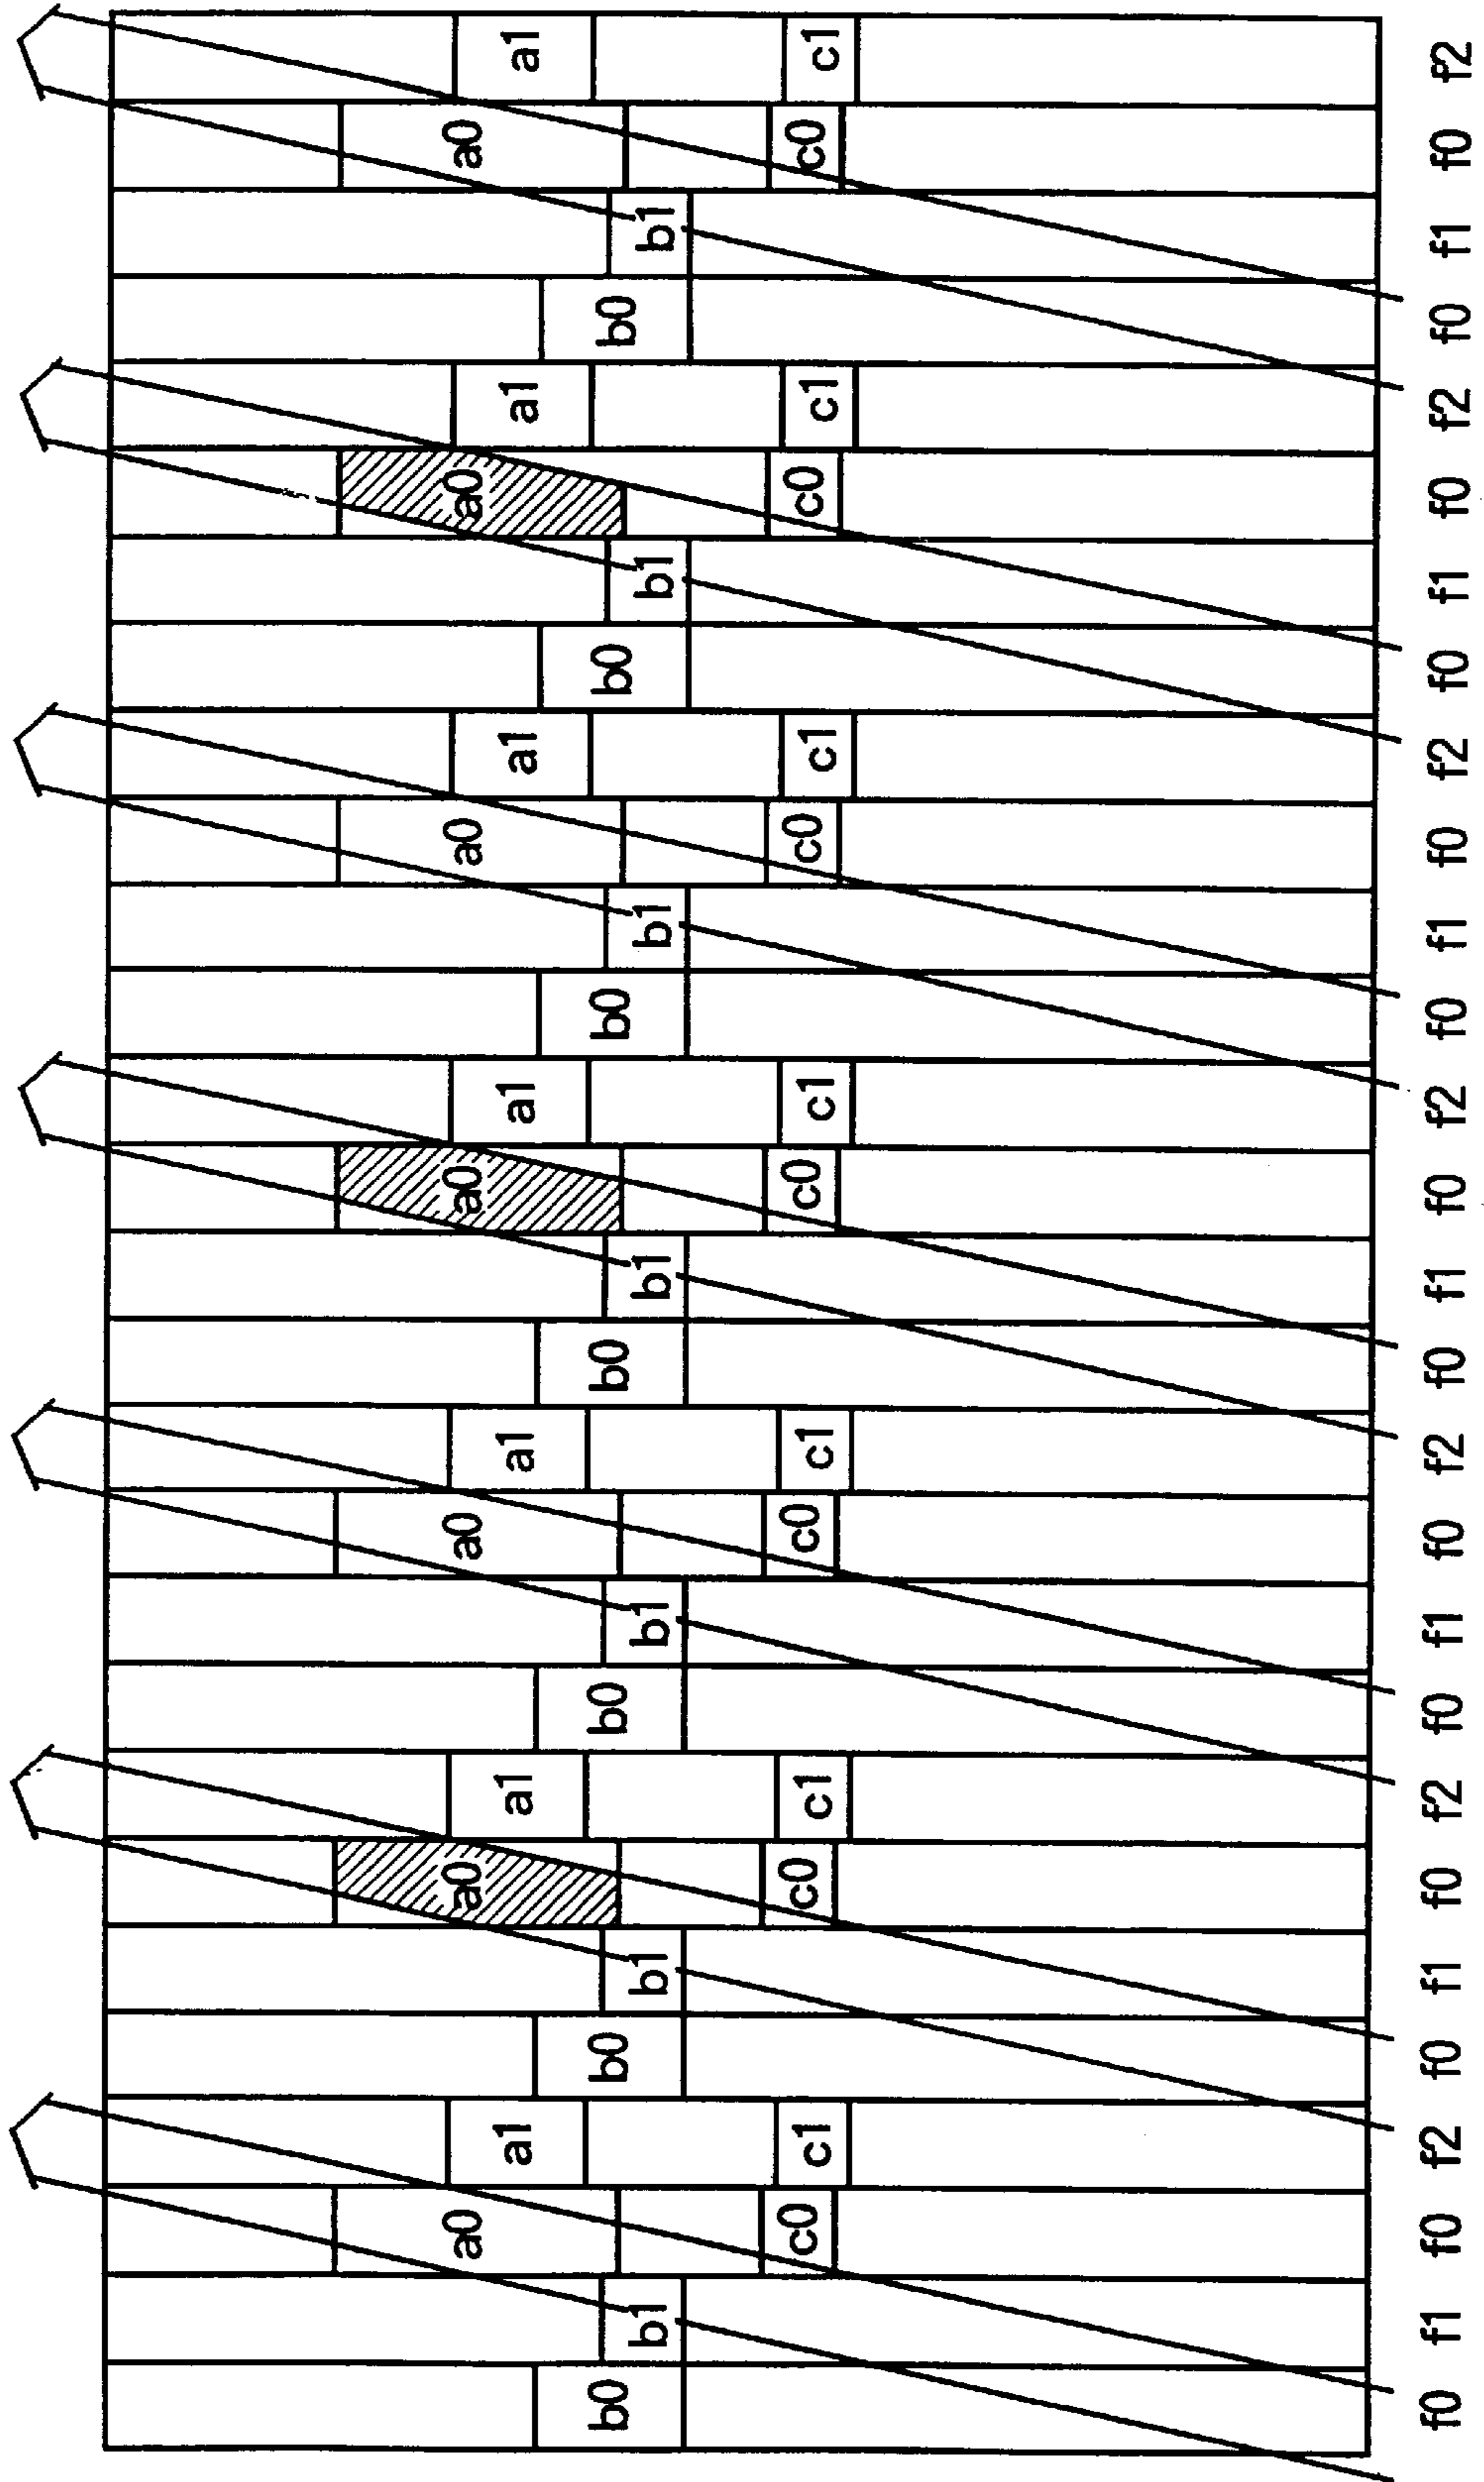 a0 a0 a0 a0 a0 a0 a0
a1 a1 a1 a1 a1 a1 a1
b0 b0 b0 b0 b0 b0 b0
b1 b1 b1 b1 b1 b1 b1
c0 c0 c0 c0 c0 c0 c0
c1 c1 c1 c1 c1 c1 c1
f0 f1 f0 f2 f0 f1 f0 f2 f0 f1 f0 f2 f0 f1 f0 f2 f0 f1 f0 f2 f0 f1 f0 f2 f0 f1 f0 f2